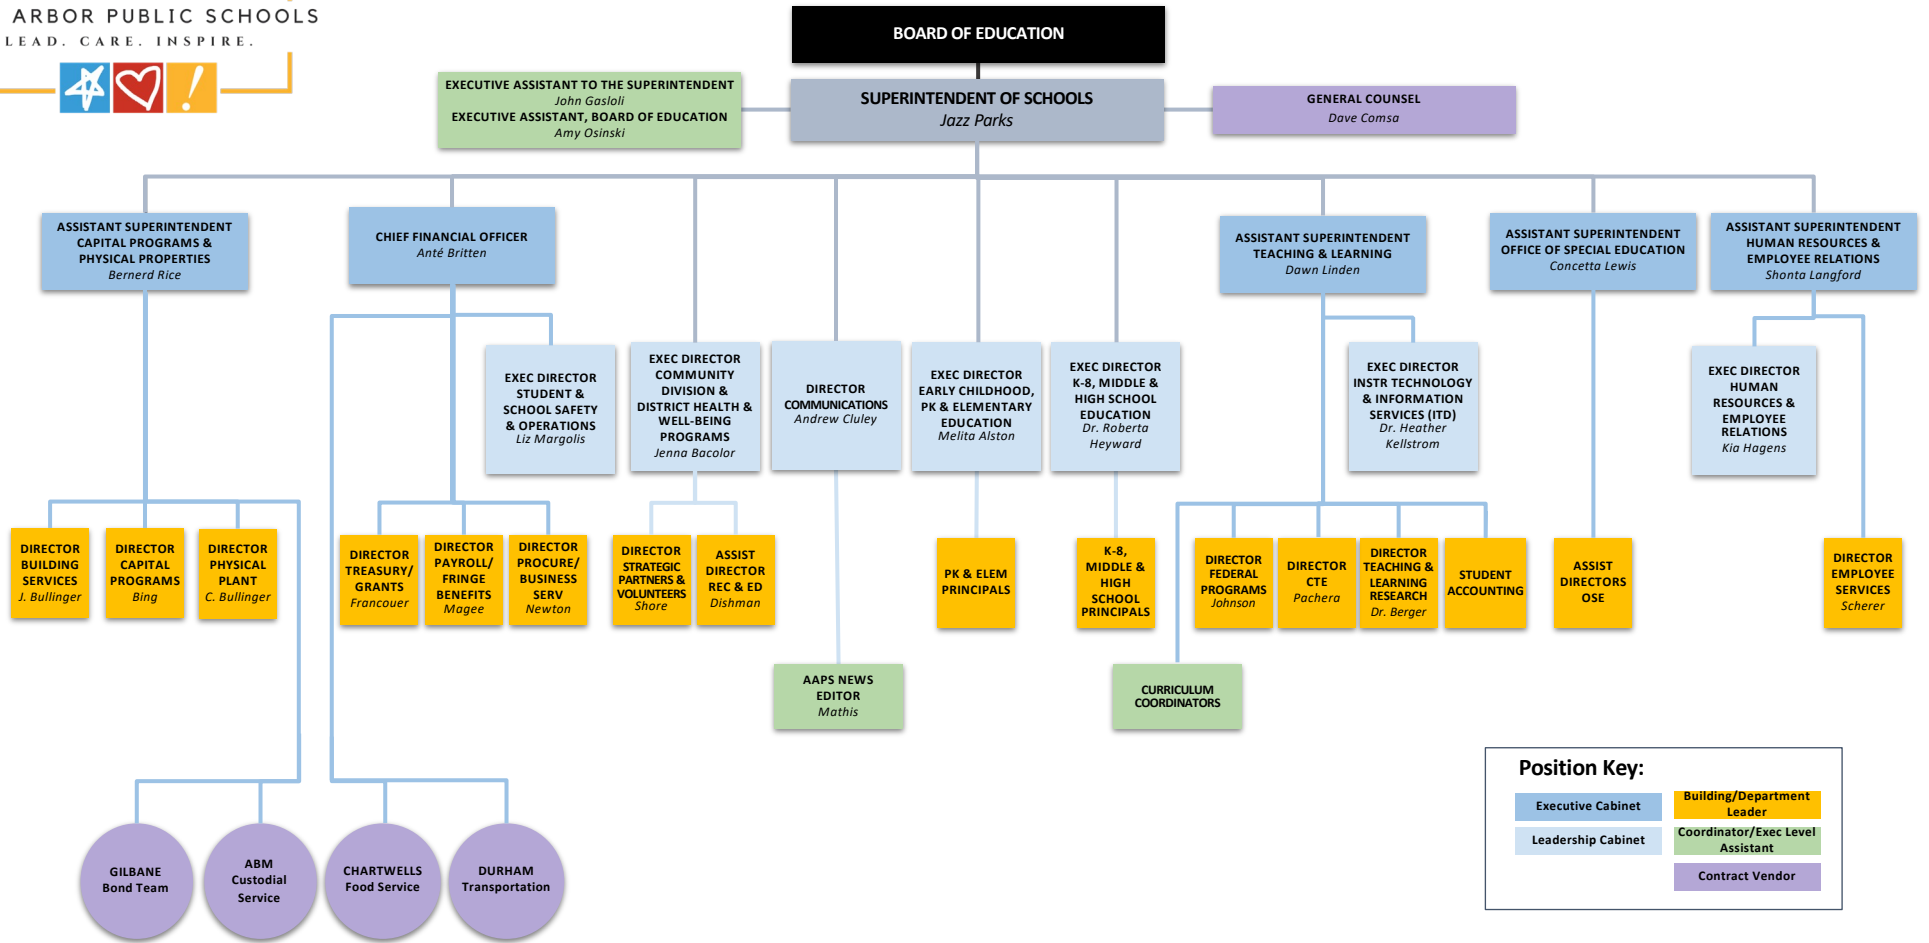 ARBOR PUBLIC SCHOOLS
LEAD. CARE. INSPIRE.
BOARD OF EDUCATION
EXECUTIVE ASSISTANT TO THE SUPERINTENDENT
John Gasloli
EXECUTIVE ASSISTANT, BOARD OF EDUCATION
Amy Osinski
SUPERINTENDENT OF SCHOOLS
Jazz Parks
GENERAL COUNSEL
Dave Comsa
ASSISTANT SUPERINTENDENT
CAPITAL PROGRAMS &
PHYSICAL PROPERTIES
Bernerd Rice
CHIEF FINANCIAL OFFICER
Anté Britten
ASSISTANT SUPERINTENDENT
TEACHING & LEARNING
Dawn Linden
ASSISTANT SUPERINTENDENT
OFFICE OF SPECIAL EDUCATION
Concetta Lewis
ASSISTANT SUPERINTENDENT
HUMAN RESOURCES &
EMPLOYEE RELATIONS
Shonta Langford
EXEC DIRECTOR
STUDENT &
SCHOOL SAFETY
& OPERATIONS
Liz Margolis
EXEC DIRECTOR
COMMUNITY
DIVISION &
DISTRICT HEALTH &
WELL-BEING
PROGRAMS
Jenna Bacolor
DIRECTOR
COMMUNICATIONS
Andrew Cluley
EXEC DIRECTOR
EARLY CHILDHOOD,
PK & ELEMENTARY
EDUCATION
Melita Alston
EXEC DIRECTOR
K-8, MIDDLE &
HIGH SCHOOL
EDUCATION
Dr. Roberta
Heyward
EXEC DIRECTOR
INSTR TECHNOLOGY
& INFORMATION
SERVICES (ITD)
Dr. Heather
Kellstrom
EXEC DIRECTOR
HUMAN
RESOURCES &
EMPLOYEE
RELATIONS
Kia Hagens
DIRECTOR
BUILDING
SERVICES
J. Bullinger
DIRECTOR
CAPITAL
PROGRAMS
Bing
DIRECTOR
PHYSICAL
PLANT
C. Bullinger
DIRECTOR
TREASURY/
GRANTS
Francouer
DIRECTOR
PAYROLL/
FRINGE
BENEFITS
Magee
DIRECTOR
PROCURE/
BUSINESS
SERV
Newton
DIRECTOR
STRATEGIC
PARTNERS &
VOLUNTEERS
Shore
ASSIST
DIRECTOR
REC & ED
Dishman
PK & ELEM
PRINCIPALS
K-8,
MIDDLE &
HIGH
SCHOOL
PRINCIPALS
DIRECTOR
FEDERAL
PROGRAMS
Johnson
DIRECTOR
CTE
Pachera
DIRECTOR
TEACHING &
LEARNING
RESEARCH
Dr. Berger
STUDENT
ACCOUNTING
ASSIST
DIRECTORS
OSE
DIRECTOR
EMPLOYEE
SERVICES
Scherer
AAPS NEWS
EDITOR
Mathis
CURRICULUM
COORDINATORS
GILBANE
Bond Team
ABM
Custodial
Service
CHARTWELLS
Food Service
DURHAM
Transportation
Position Key:
Executive Cabinet
Building/Department
Leader
Leadership Cabinet
Coordinator/Exec Level
Assistant
Contract Vendor